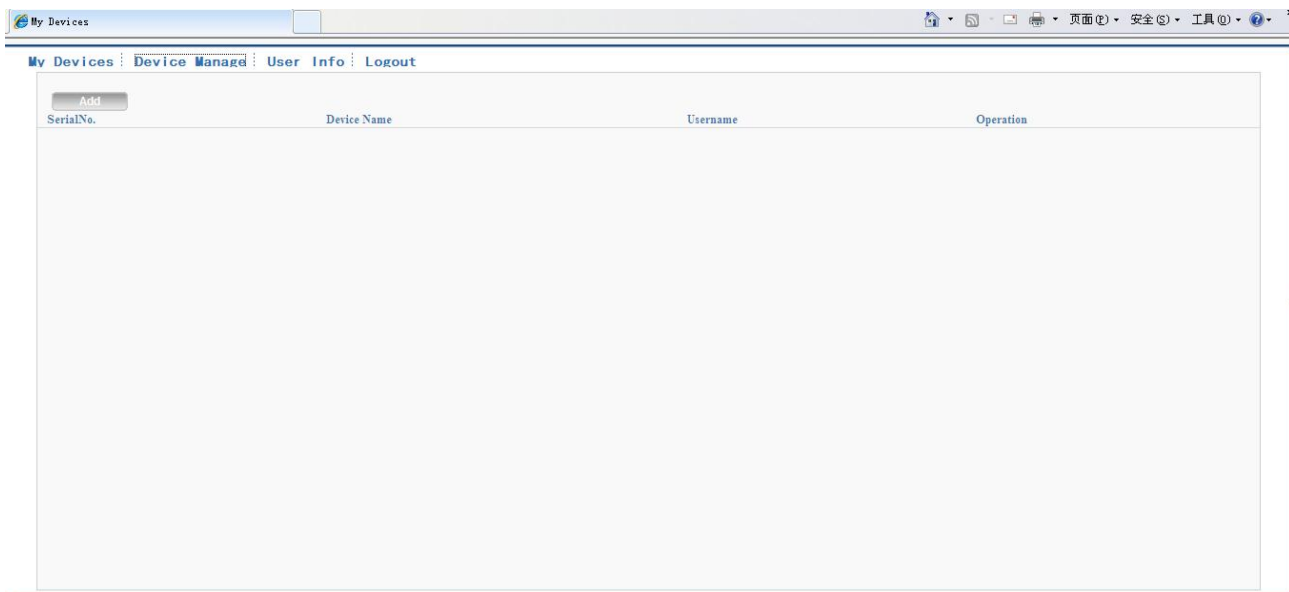 My Devices
页面(P) 安全(S) 工具(O)
My Devices Device Manage User Info Logout
Add
SerialNo. Device Name Username Operation